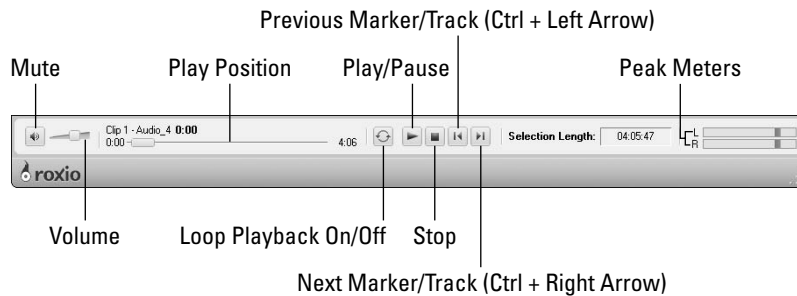 Previous Marker/Track (Ctrl + Left Arrow)
Mute
Play Position
Play/Pause
Peak Meters
Clip 1 - Audio_4 0:00
0:00
4:06
Selection Length:
04:05:47
L
R
roxio
Volume
Loop Playback On/Off
Stop
Next Marker/Track (Ctrl + Right Arrow)